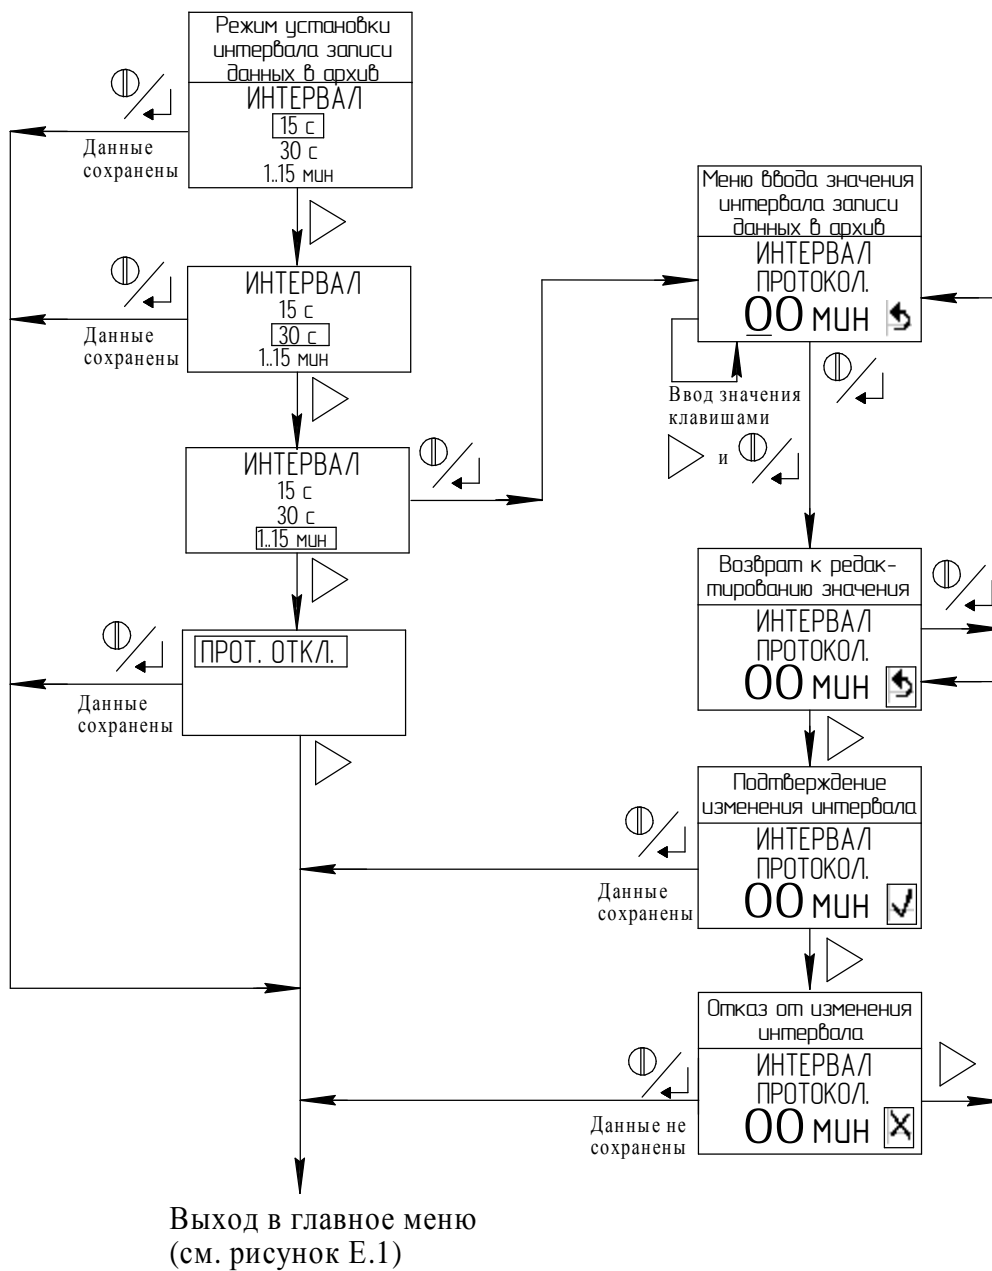 Режим установки
интервала записи
данных в архив
ИНТЕРВАЛ
15 с
30 с
1..15 мин
Данные
сохранены
ИНТЕРВАЛ
15 с
30 с
1..15 мин
Данные
сохранены
ИНТЕРВАЛ
15 с
30 с
1..15 мин
ПРОТ. ОТКЛ.
Данные
сохранены
Меню ввода значения
интервала записи
данных в архив
ИНТЕРВАЛ
ПРОТОКОЛ.
00 мин
Ввод значения
клавишами
и
Возврат к редак-
тированию значения
ИНТЕРВАЛ
ПРОТОКОЛ.
00 мин
Подтверждение
изменения интервала
ИНТЕРВАЛ
ПРОТОКОЛ.
00 мин
Данные
сохранены
Отказ от изменения
интервала
ИНТЕРВАЛ
ПРОТОКОЛ.
00 мин
Данные не
сохранены
Выход в главное меню
(см. рисунок Е.1)